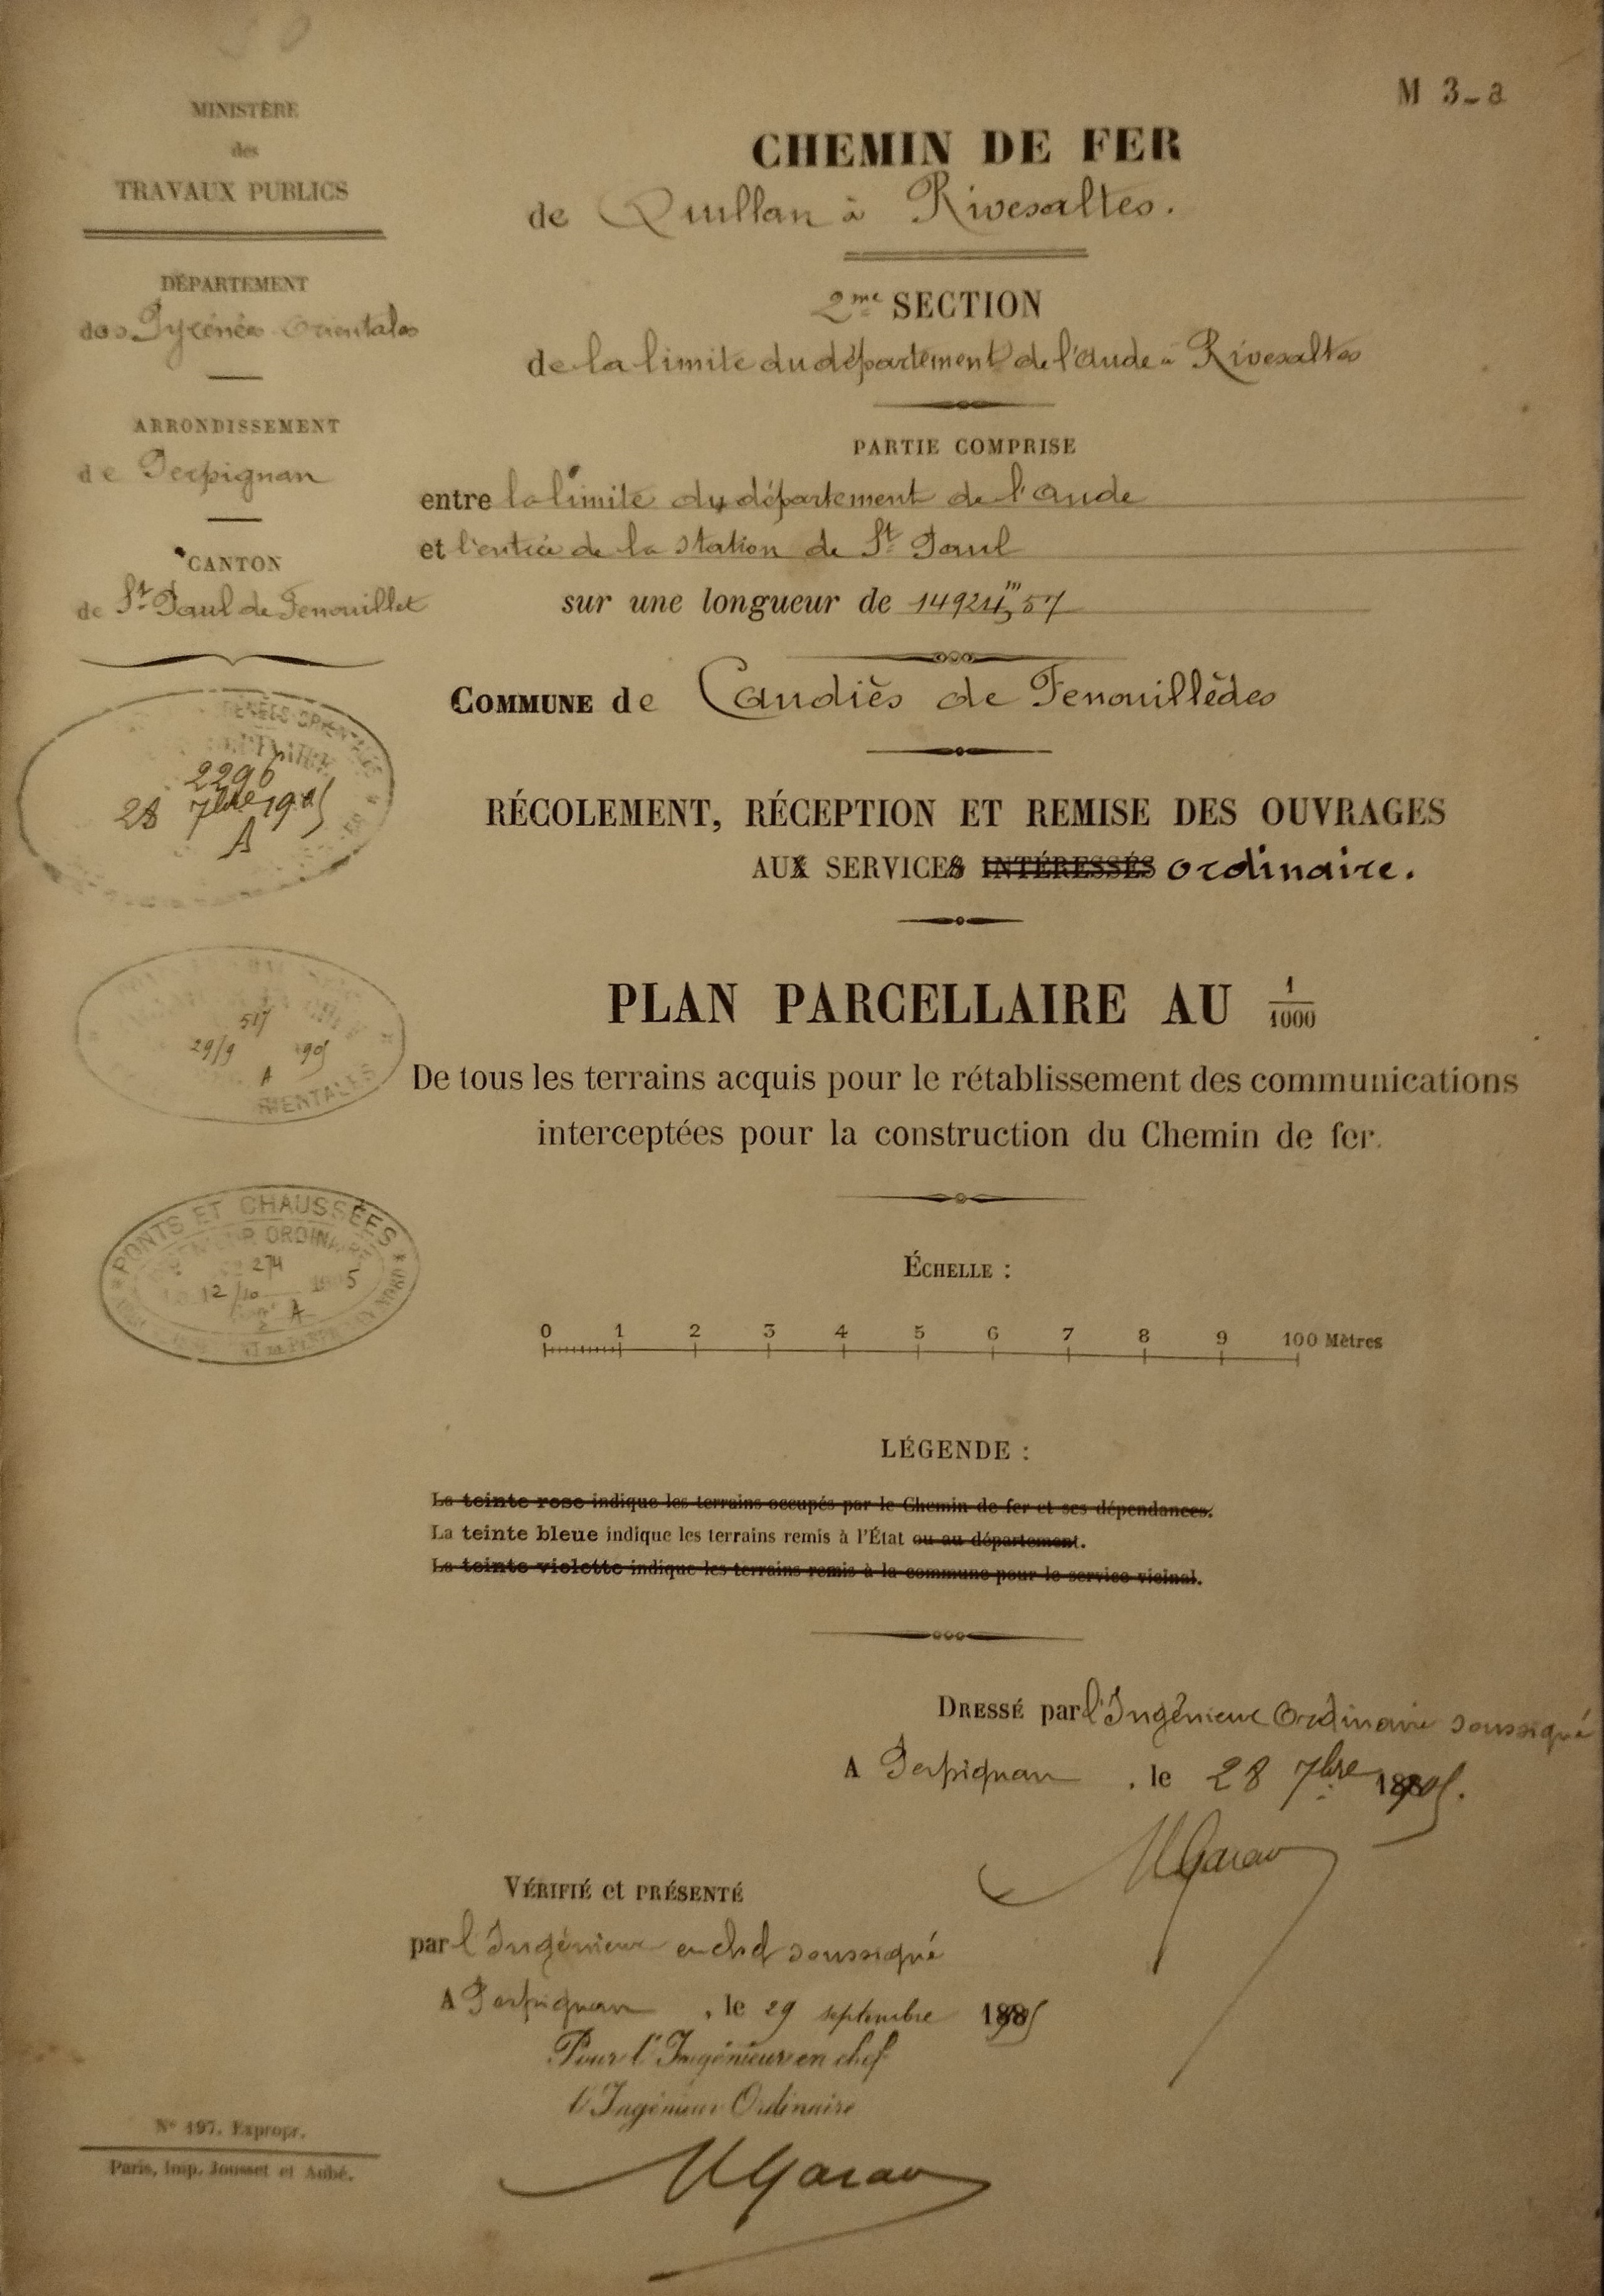 M 3-a
MINISTÈRE
des
TRAVAUX PUBLICS
DÉPARTEMENT
des Pyrénées Orientales
ARRONDISSEMENT
de Perpignan
CANTON
de St Paul de Fenouillet
PYRÉNÉES-ORIENTALES
2296
28 7bre 1905
A
517
29/9 1905
A
ORIENTALES
PONTS ET CHAUSSÉES
INGÉNIEUR ORDINAIRE
274
12/10 1905
A
CHEMIN DE FER
de Quillan à Rivesaltes.
2me SECTION
de la limite du département de l'Aude à Rivesaltes
PARTIE COMPRISE
entre la limite du département de l'Aude
et l'entrée de la station de St Paul
sur une longueur de 14924m,57
COMMUNE de Caudiès de Fenouillèdes
RÉCOLEMENT, RÉCEPTION ET REMISE DES OUVRAGES
AUX SERVICES INTÉRESSÉS ordinaire.
PLAN PARCELLAIRE AU 1/1000
De tous les terrains acquis pour le rétablissement des communications
interceptées pour la construction du Chemin de fer.
ÉCHELLE :
0 1 2 3 4 5 6 7 8 9 100 Mètres
LÉGENDE :
La teinte rose indique les terrains occupés par le Chemin de fer et ses dépendances.
La teinte bleue indique les terrains remis à l'État ou au département.
La teinte violette indique les terrains remis à la commune pour le service vicinal.
DRESSÉ par l'Ingénieur Ordinaire soussigné
A Perpignan, le 28 7bre 1905.
VÉRIFIÉ et PRÉSENTÉ
par l'Ingénieur en chef soussigné
A Perpignan, le 29 septembre 1905
Pour l'Ingénieur en chef
l'Ingénieur Ordinaire
N° 197. Expropr.
Paris, Imp. Jousset et Aubé.